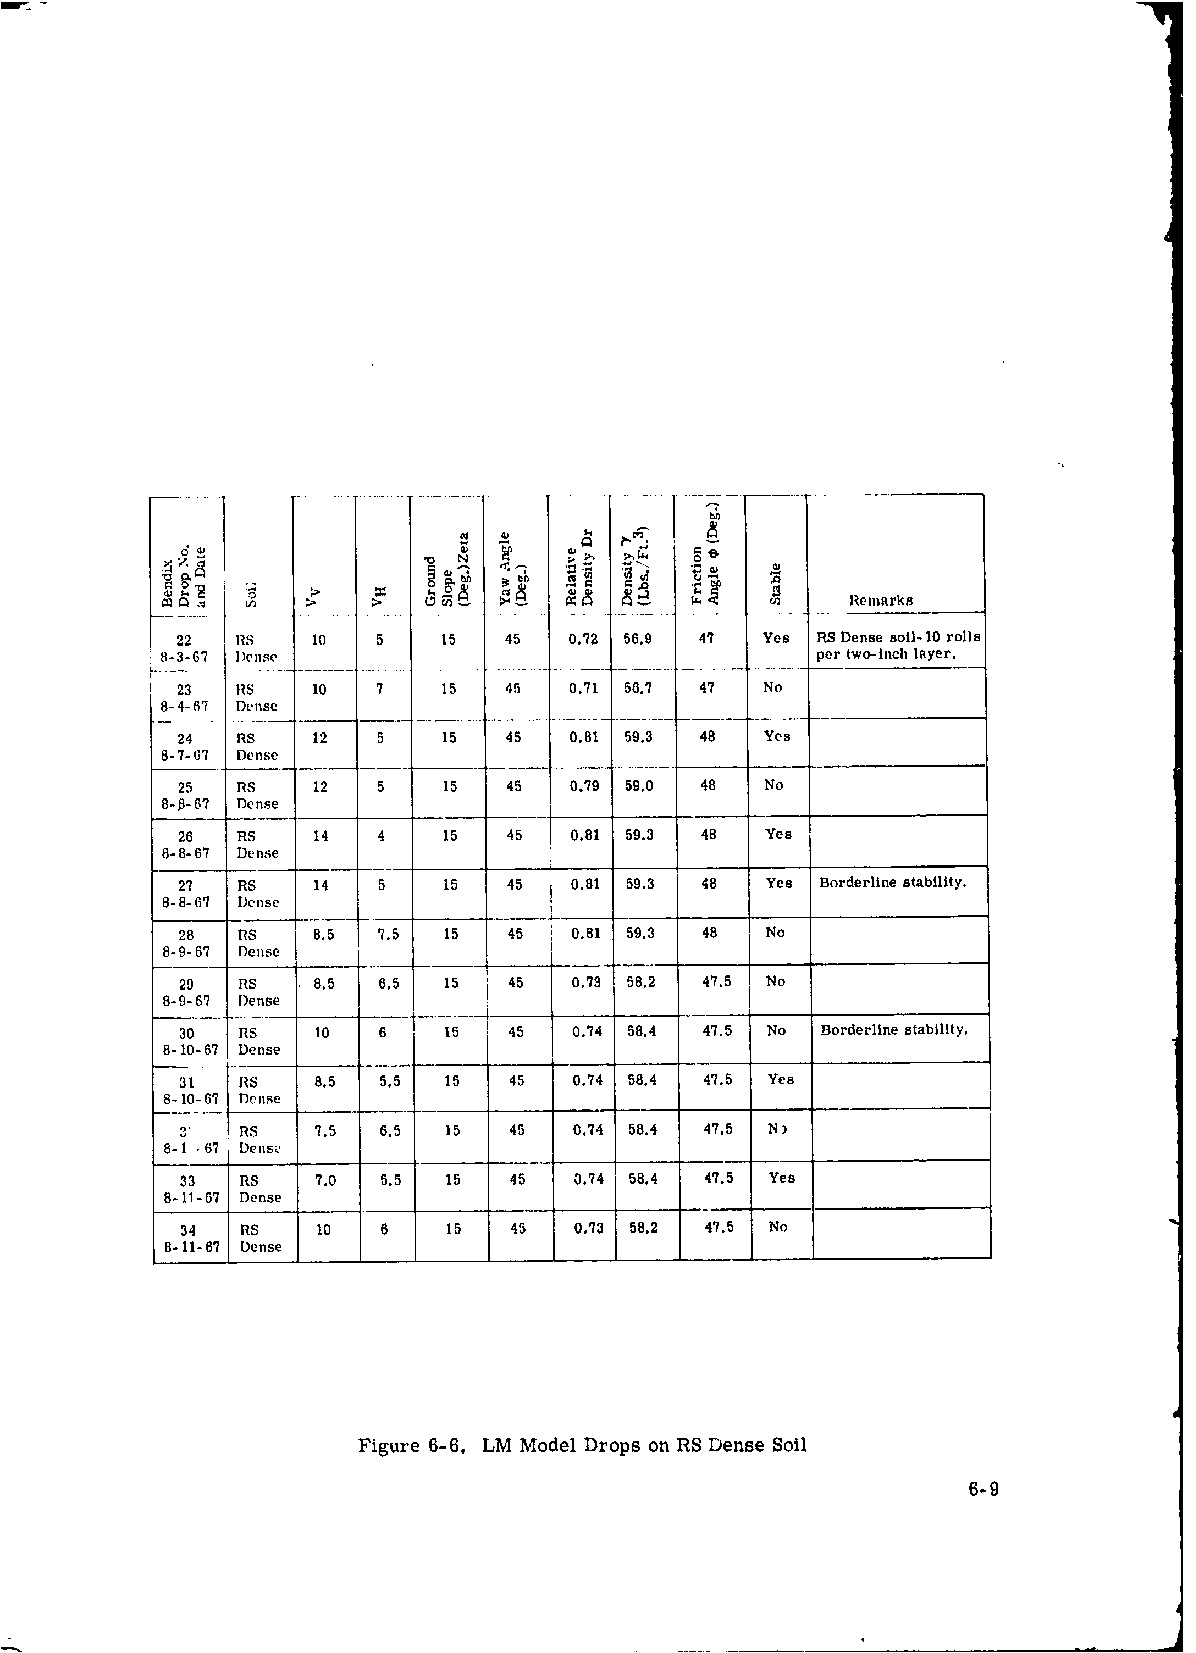 Bendix Drop No. and Date Soil Vv VH Ground Slope (Deg.)Zeta Yaw Angle (Deg.) Relative Density Dr Density γ (Lbs./Ft.3) Friction Angle Φ (Deg.) Stable Remarks
22 RS 10 5 15 45 0.72 56.9 47 Yes RS Dense soil-10 rolls
8-3-67 Dense per two-inch layer.
23 RS 10 7 15 45 0.71 56.7 47 No
8-4-67 Dense
24 RS 12 5 15 45 0.81 59.3 48 Yes
8-7-67 Dense
25 RS 12 5 15 45 0.79 59.0 48 No
8-8-67 Dense
26 RS 14 4 15 45 0.81 59.3 48 Yes
8-8-67 Dense
27 RS 14 5 15 45 0.81 59.3 48 Yes Borderline stability.
8-8-67 Dense
28 RS 8.5 7.5 15 45 0.81 59.3 48 No
8-9-67 Dense
29 RS 8.5 6.5 15 45 0.73 58.2 47.5 No
8-9-67 Dense
30 RS 10 6 15 45 0.74 58.4 47.5 No Borderline stability.
8-10-67 Dense
31 RS 8.5 5.5 15 45 0.74 58.4 47.5 Yes
8-10-67 Dense
RS 7.5 6.5 15 45 0.74 58.4 47.5 No
Dense
33 RS 7.0 5.5 15 45 0.74 58.4 47.5 Yes
8-11-67 Dense
34 RS 10 6 15 45 0.73 58.2 47.5 No
8-11-67 Dense
Figure 6-6. LM Model Drops on RS Dense Soil
6-9